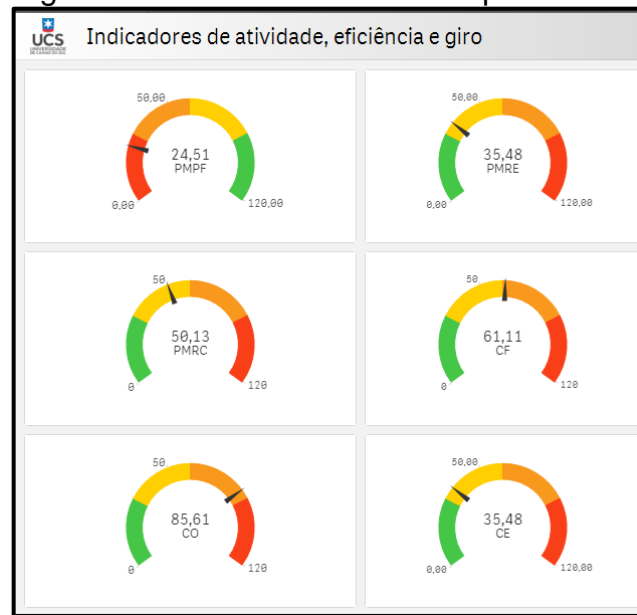 UCS
UNIVERSIDADE
DE CAXIAS DO SUL
Indicadores de atividade, eficiência e giro
50,00
24,51
PMPF
0,00
120,00
50,00
35,48
PMRE
0,00
120,00
50
50,13
PMRC
0
120
50
61,11
CF
0
120
50
85,61
CO
0
120
50,00
35,48
CE
0,00
120,00